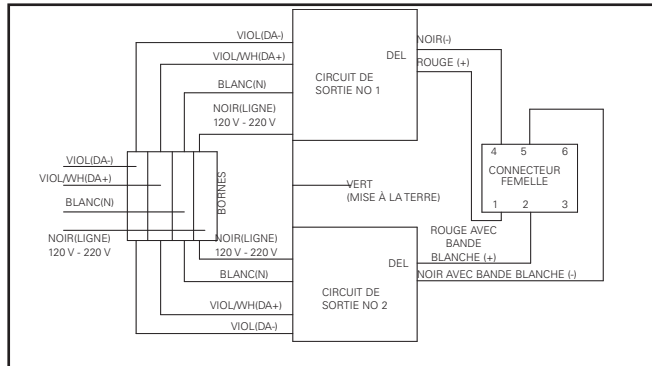 VIOL(DA-)
VIOL/WH(DA+)
BLANC(N)
NOIR(LIGNE)
120 V - 220 V
CIRCUIT DE
SORTIE NO 1
DEL
NOIR(-)
ROUGE (+)
4 5 6
CONNECTEUR
FEMELLE
1 2 3
VIOL(DA-)
VIOL/WH(DA+)
BLANC(N)
NOIR(LIGNE)
120 V - 220 V
BORNES
VERT
(MISE À LA TERRE)
NOIR(LIGNE)
120 V - 220 V
BLANC(N)
VIOL/WH(DA+)
VIOL(DA-)
CIRCUIT DE
SORTIE NO 2
DEL
ROUGE AVEC
BANDE
BLANCHE (+)
NOIR AVEC BANDE BLANCHE (-)